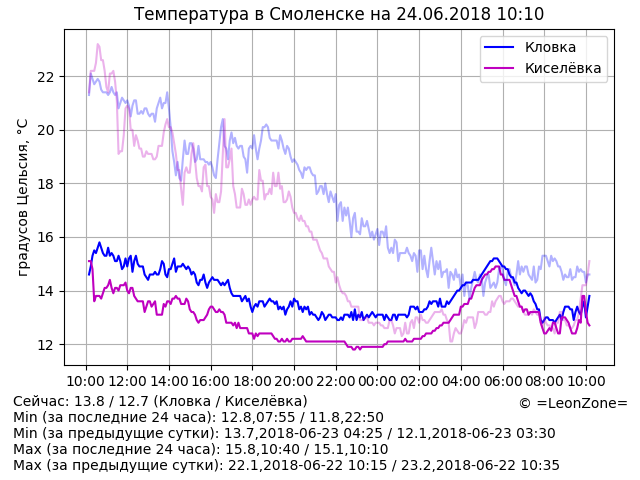 Температура в Смоленске на 24.06.2018 10:10
Кловка
Киселёвка
градусов Цельсия, °C
22
20
18
16
14
12
10:00 12:00 14:00 16:00 18:00 20:00 22:00 00:00 02:00 04:00 06:00 08:00 10:00
Сейчас: 13.8 / 12.7 (Кловка / Киселёвка)
© =LeonZone=
Min (за последние 24 часа): 12.8,07:55 / 11.8,22:50
Min (за предыдущие сутки): 13.7,2018-06-23 04:25 / 12.1,2018-06-23 03:30
Max (за последние 24 часа): 15.8,10:40 / 15.1,10:10
Max (за предыдущие сутки): 22.1,2018-06-22 10:15 / 23.2,2018-06-22 10:35